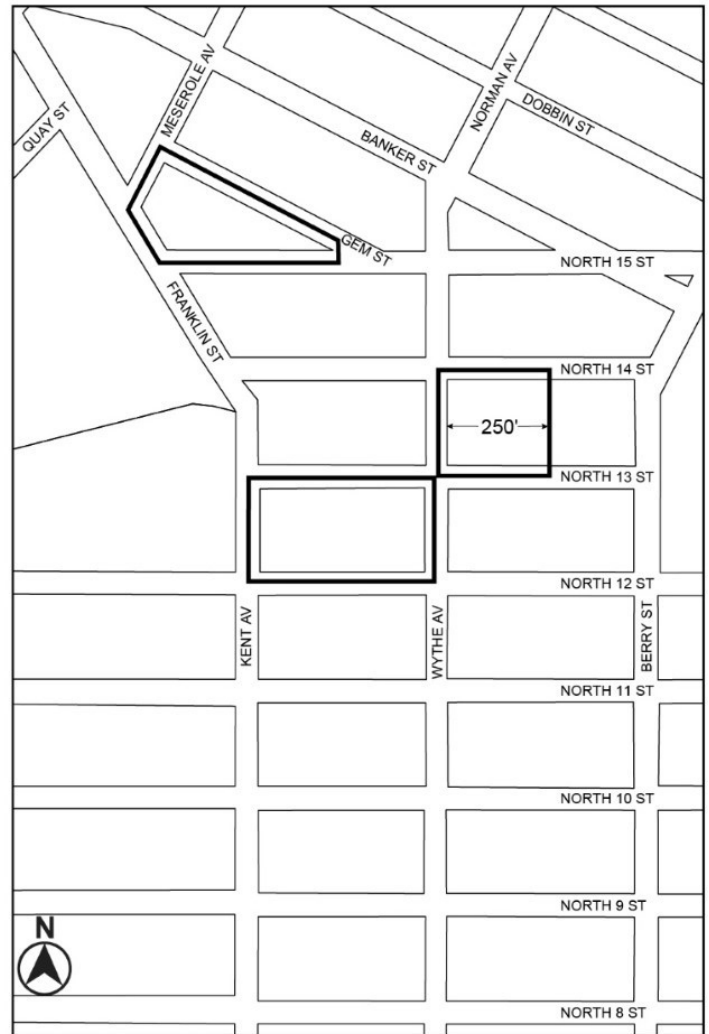 QUAY ST
MESEROLE AV
NORMAN AV
DOBBIN ST
BANKER ST
GEM ST
NORTH 15 ST
FRANKLIN ST
NORTH 14 ST
250'
NORTH 13 ST
NORTH 12 ST
KENT AV
WYTHE AV
BERRY ST
NORTH 11 ST
NORTH 10 ST
NORTH 9 ST
N
NORTH 8 ST